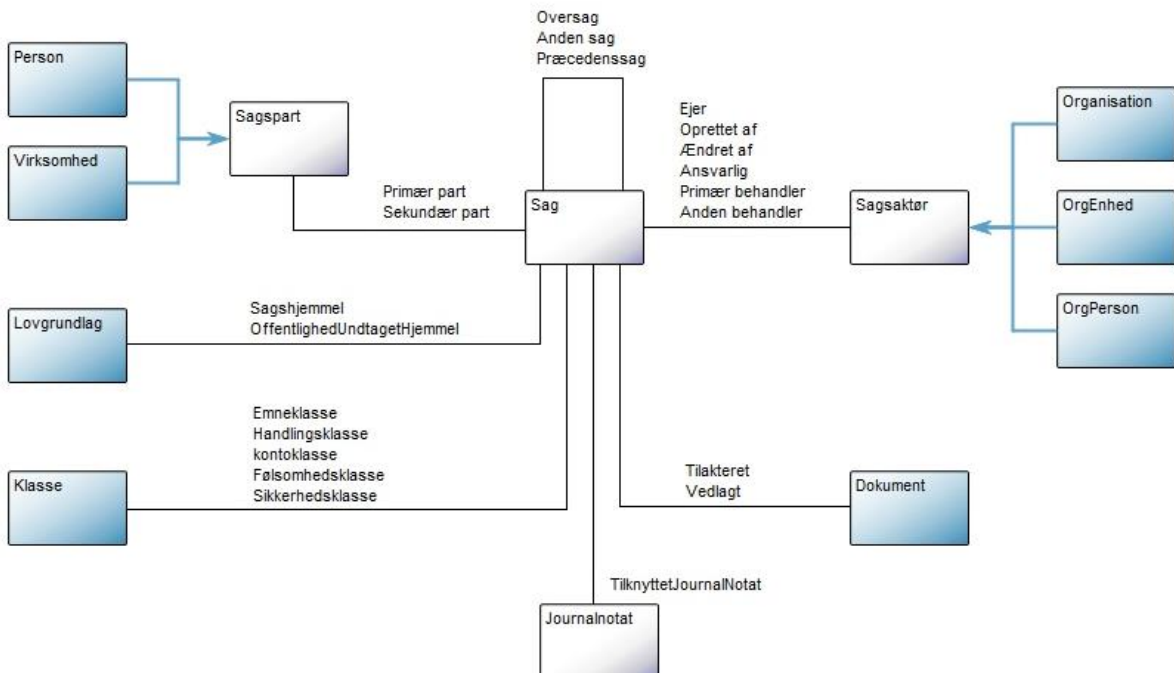 Oversag
Anden sag
Præcedenssag
Person
Virksomhed
Sagspart
Primær part
Sekundær part
Sag
Ejer
Oprettet af
Ændret af
Ansvarlig
Primær behandler
Anden behandler
Sagsaktør
Organisation
OrgEnhed
OrgPerson
Lovgrundlag
Sagshjemmel
OffentlighedUndtagetHjemmel
Klasse
Emneklasse
Handlingsklasse
kontoklasse
Følsomhedsklasse
Sikkerhedsklasse
Tilakteret
Vedlagt
Dokument
TilknyttetJournalNotat
Journalnotat